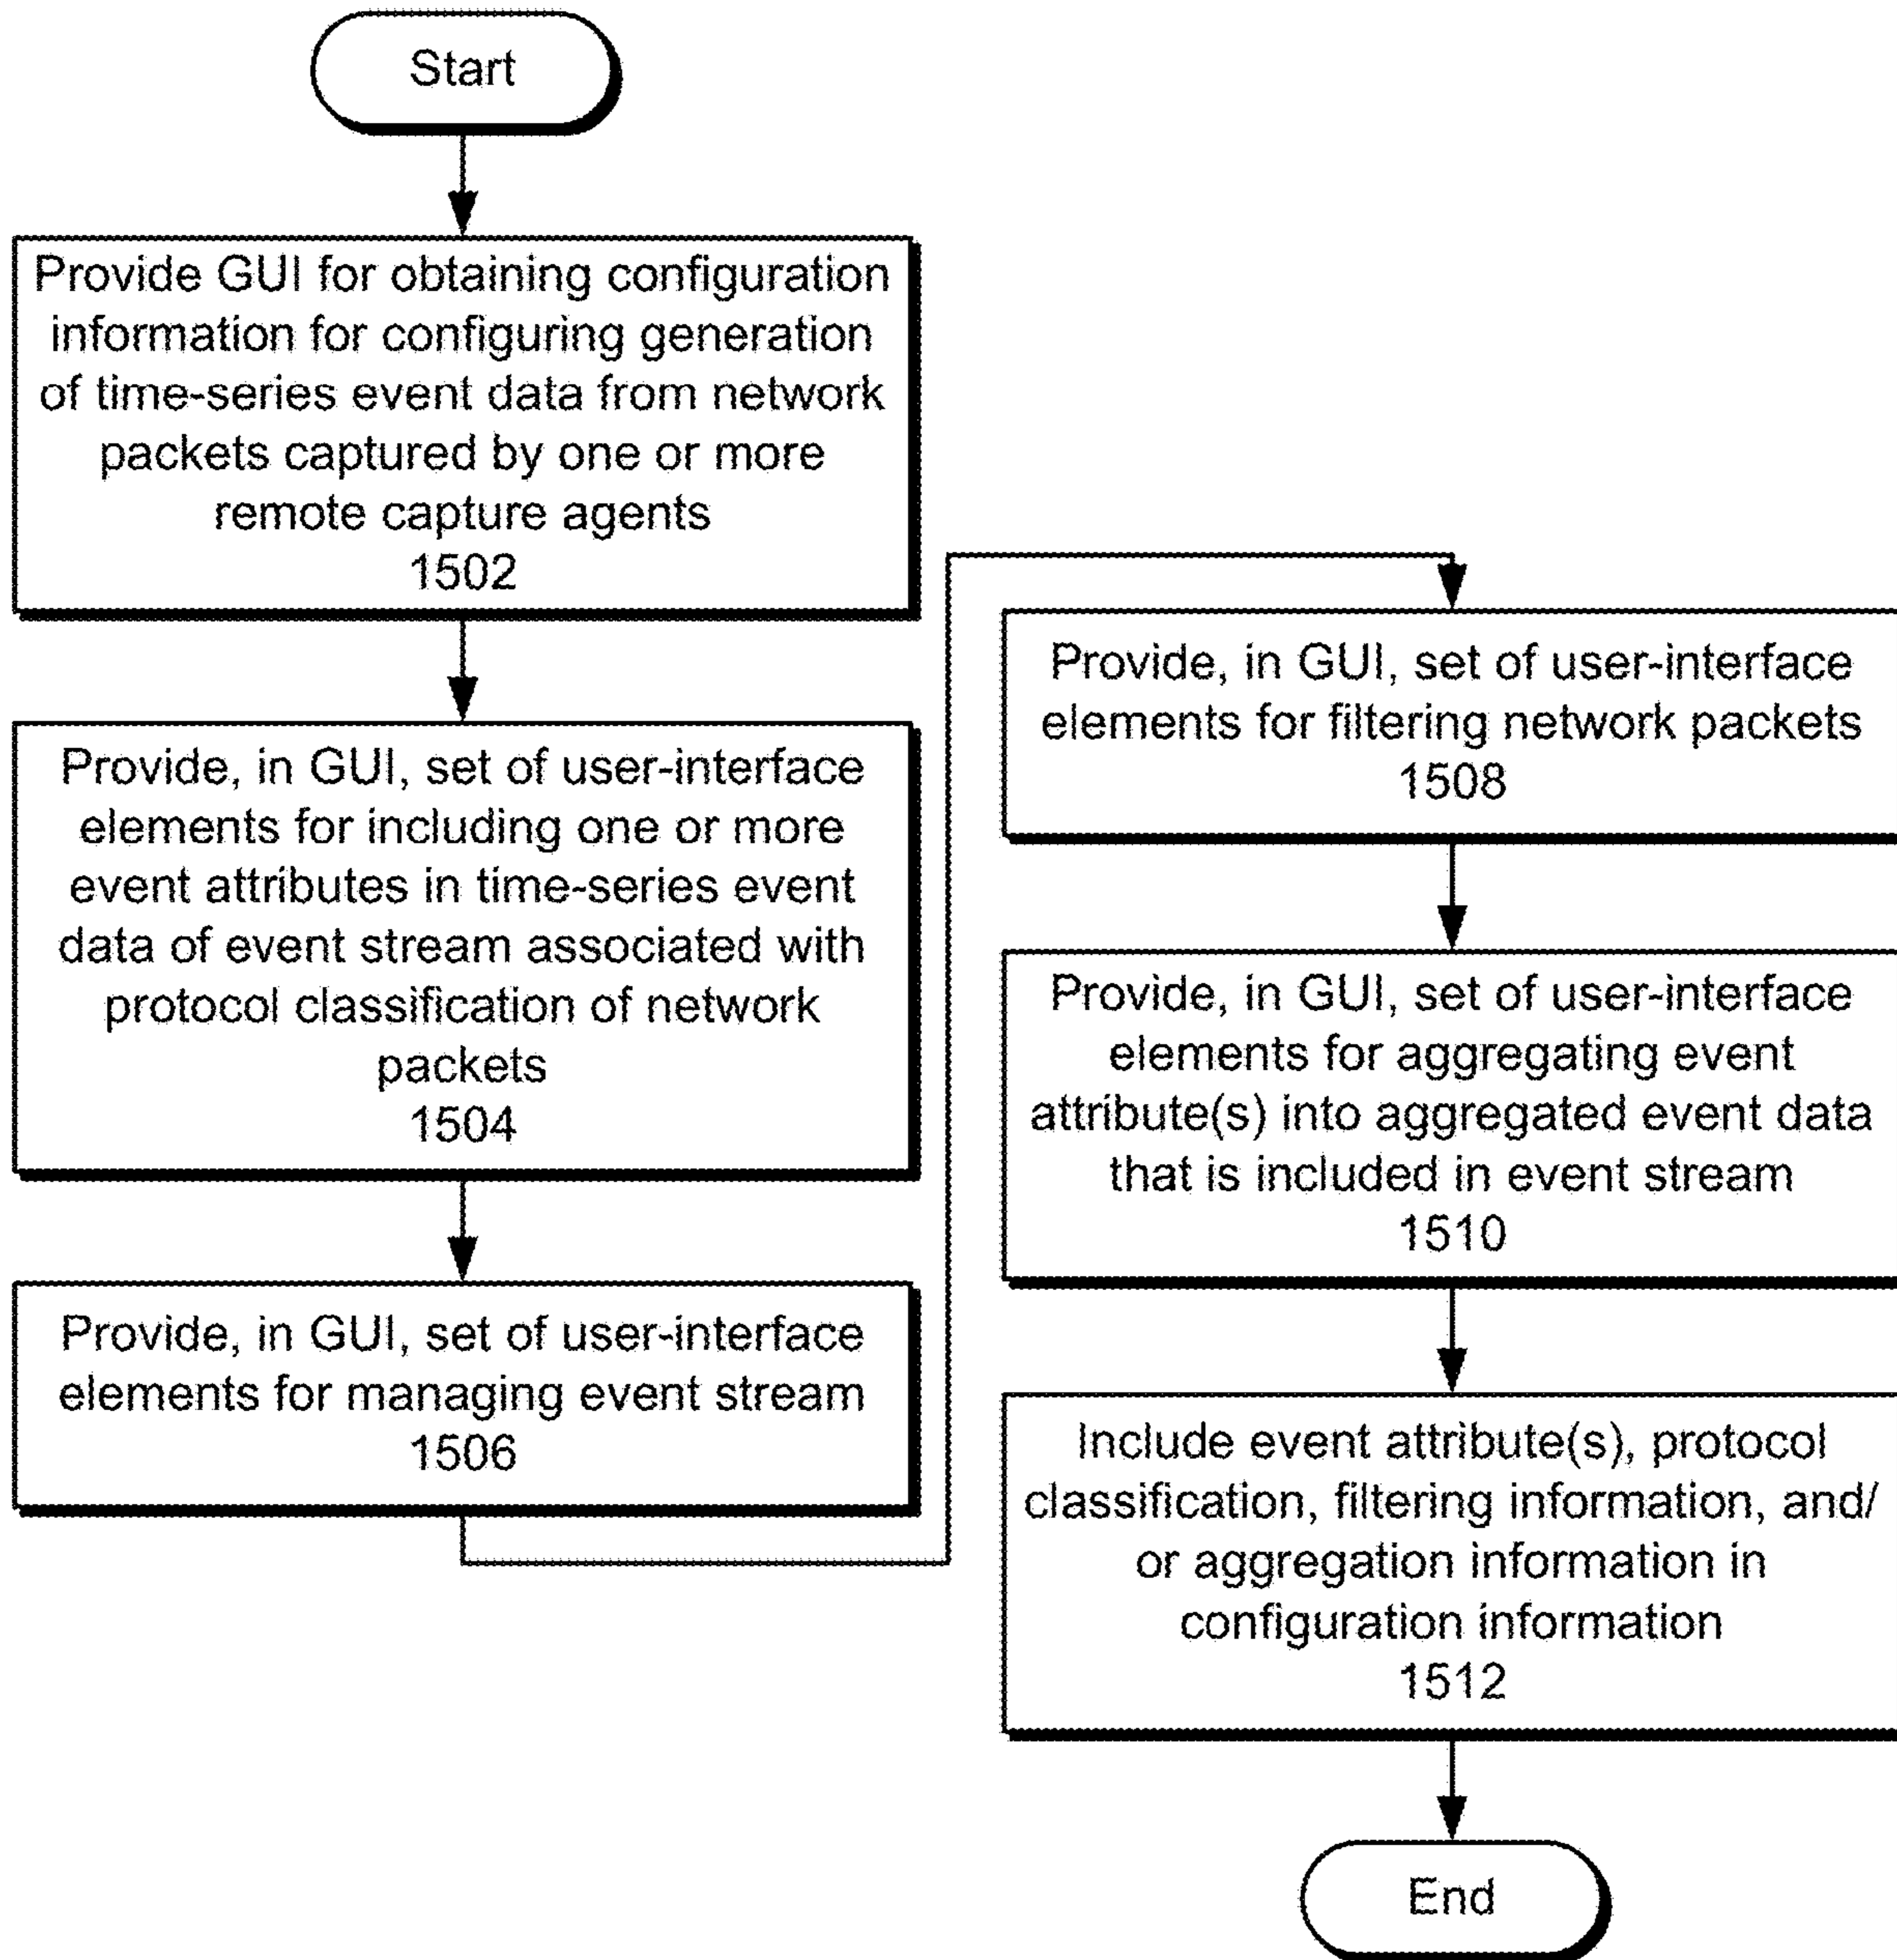 Start
Provide GUI for obtaining configuration
information for configuring generation
of time-series event data from network
packets captured by one or more
remote capture agents
1502
Provide, in GUI, set of user-interface
elements for including one or more
event attributes in time-series event
data of event stream associated with
protocol classification of network
packets
1504
Provide, in GUI, set of user-interface
elements for managing event stream
1506
Provide, in GUI, set of user-interface
elements for filtering network packets
1508
Provide, in GUI, set of user-interface
elements for aggregating event
attribute(s) into aggregated event data
that is included in event stream
1510
Include event attribute(s), protocol
classification, filtering information, and/
or aggregation information in
configuration information
1512
End